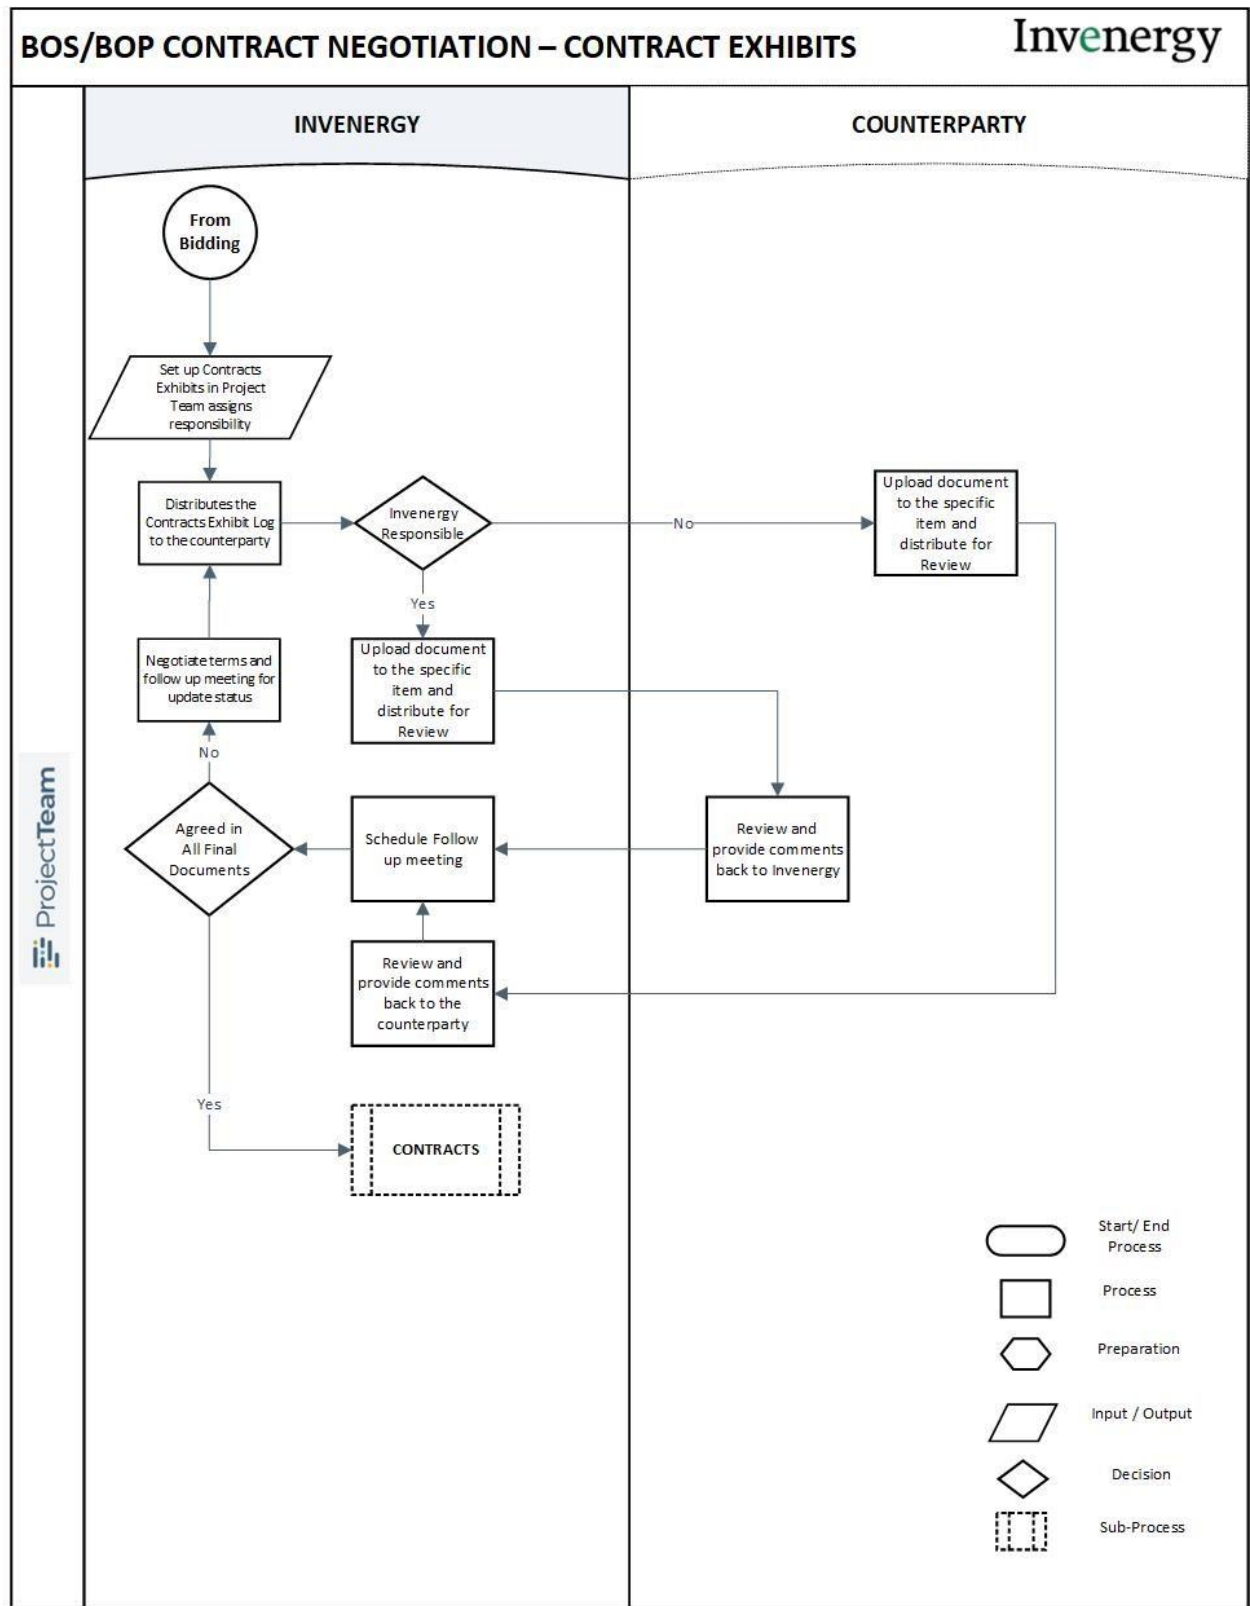 BOS/BOP CONTRACT NEGOTIATION – CONTRACT EXHIBITS
Invenergy
INVENERGY
COUNTERPARTY
From
Bidding
Set up Contracts
Exhibits in Project
Team assigns
responsibility
Distributes the
Contracts Exhibit Log
to the counterparty
Invenergy
Responsible
No
Upload document
to the specific
item and
distribute for
Review
Yes
Negotiate terms and
follow up meeting for
update status
Upload document
to the specific
item and
distribute for
Review
No
ProjectTeam
Agreed in
All Final
Documents
Schedule Follow
up meeting
Review and
provide comments
back to Invenergy
Review and
provide comments
back to the
counterparty
Yes
CONTRACTS
Start/ End
Process
Process
Preparation
Input / Output
Decision
Sub-Process